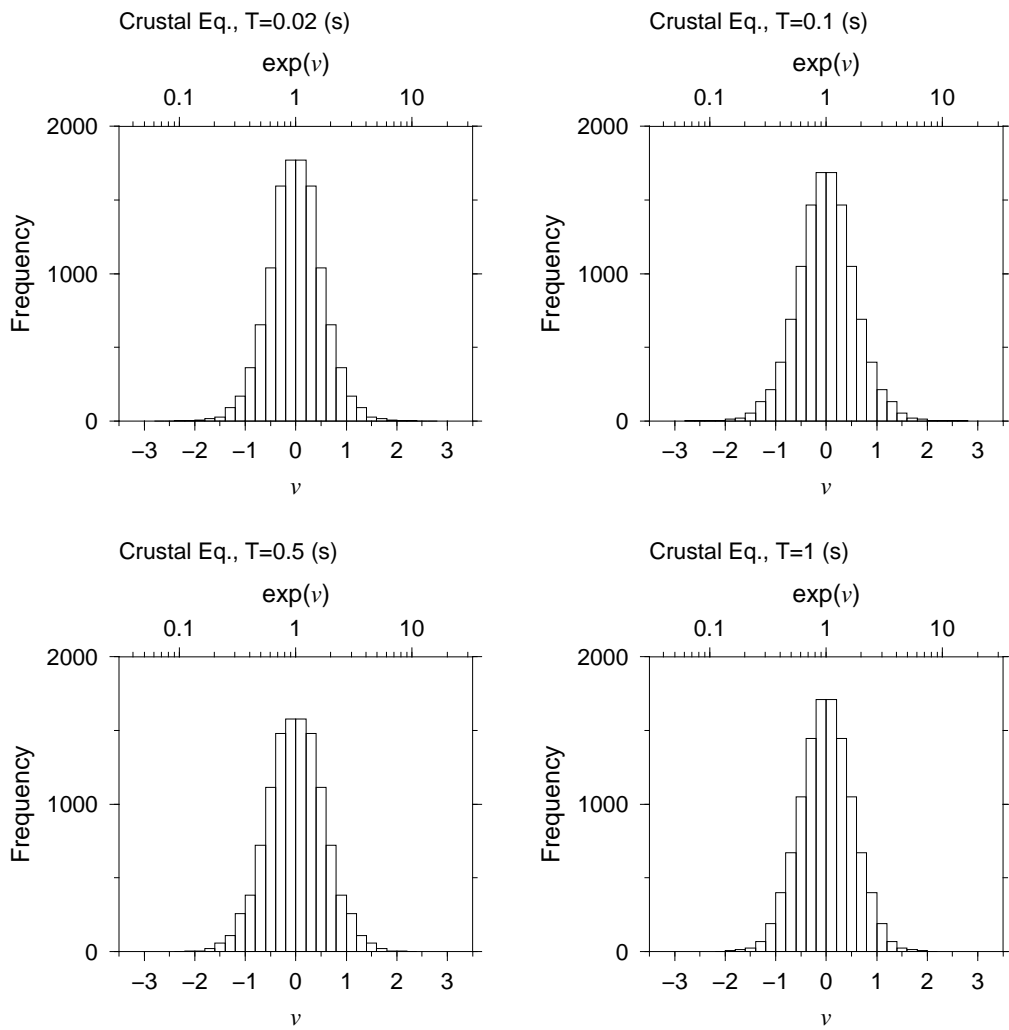 Crustal Eq., T=0.02 (s)
exp(v)
0.1 1 10
2000
1000
0
Frequency
−3 −2 −1 0 1 2 3
v
Crustal Eq., T=0.1 (s)
exp(v)
0.1 1 10
2000
1000
0
Frequency
−3 −2 −1 0 1 2 3
v
Crustal Eq., T=0.5 (s)
exp(v)
0.1 1 10
2000
1000
0
Frequency
−3 −2 −1 0 1 2 3
v
Crustal Eq., T=1 (s)
exp(v)
0.1 1 10
2000
1000
0
Frequency
−3 −2 −1 0 1 2 3
v